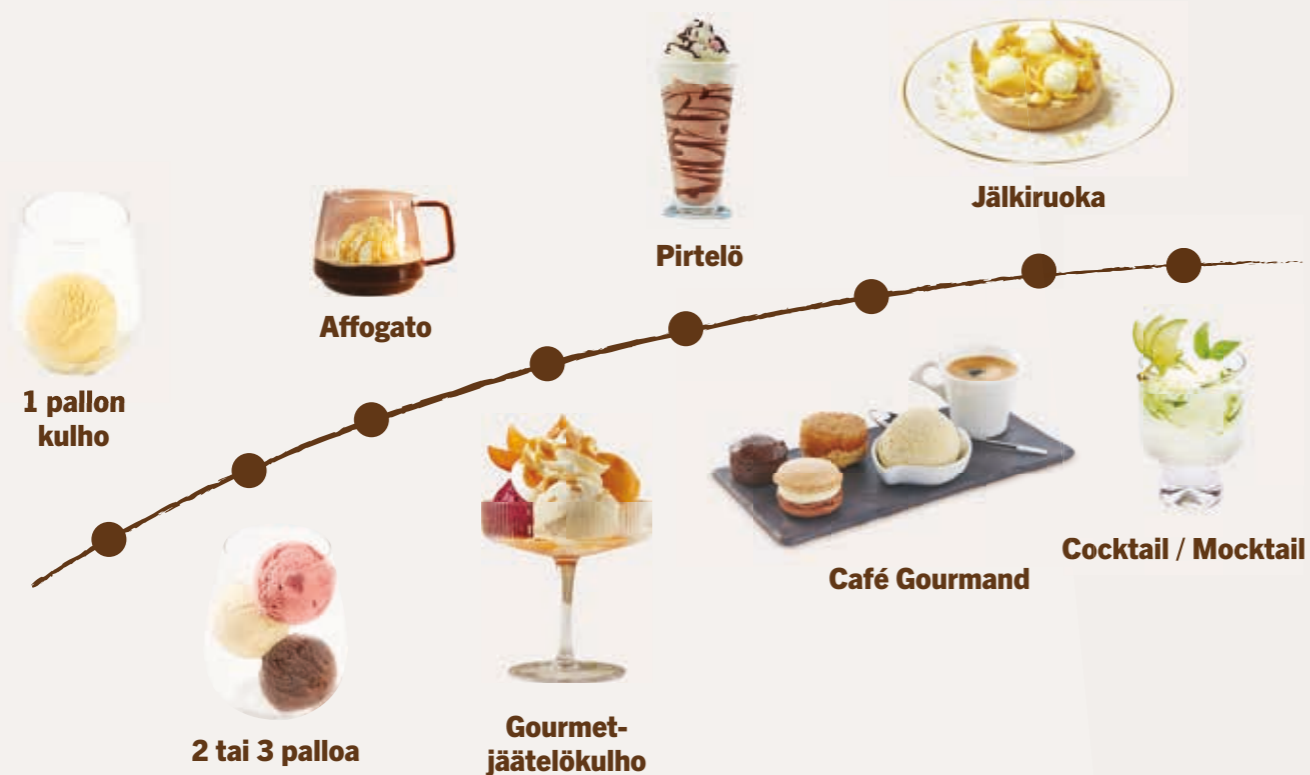 1 pallon
kulho
2 tai 3 palloa
Affogato
Gourmet-
jäätelökulho
Pirtelö
Café Gourmand
Jälkiruoka
Cocktail / Mocktail